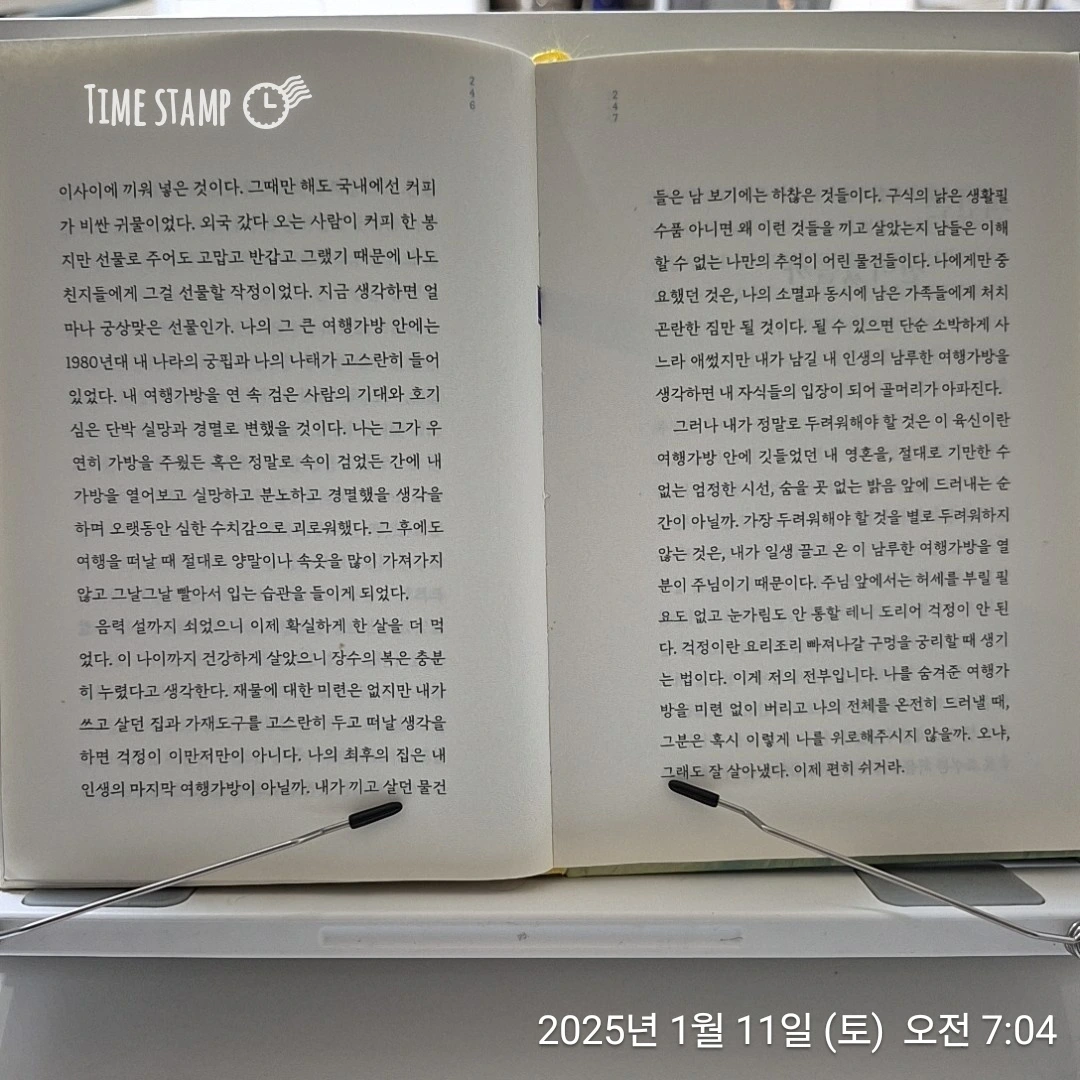 TIME STAMP
246
이사이에 끼워 넣은 것이다. 그때만 해도 국내에선 커피
가 비싼 귀물이었다. 외국 갔다 오는 사람이 커피 한 봉
지만 선물로 주어도 고맙고 반갑고 그랬기 때문에 나도
친지들에게 그걸 선물할 작정이었다. 지금 생각하면 얼
마나 궁상맞은 선물인가. 나의 그 큰 여행가방 안에는
1980년대 내 나라의 궁핍과 나의 나태가 고스란히 들어
있었다. 내 여행가방을 연 속 검은 사람의 기대와 호기
심은 단박 실망과 경멸로 변했을 것이다. 나는 그가 우
연히 가방을 주웠든 혹은 정말로 속이 검었든 간에 내
가방을 열어보고 실망하고 분노하고 경멸했을 생각을
하며 오랫동안 심한 수치감으로 괴로워했다. 그 후에도
여행을 떠날 때 절대로 양말이나 속옷을 많이 가져가지
않고 그날그날 빨아서 입는 습관을 들이게 되었다.
음력 설까지 쇠었으니 이제 확실하게 한 살을 더 먹
었다. 이 나이까지 건강하게 살았으니 장수의 복은 충분
히 누렸다고 생각한다. 재물에 대한 미련은 없지만 내가
쓰고 살던 집과 가재도구를 고스란히 두고 떠날 생각을
하면 걱정이 이만저만이 아니다. 나의 최후의 집은 내
인생의 마지막 여행가방이 아닐까. 내가 끼고 살던 물건
247
들은 남 보기에는 하찮은 것들이다. 구식의 낡은 생활필
수품 아니면 왜 이런 것들을 끼고 살았는지 남들은 이해
할 수 없는 나만의 추억이 어린 물건들이다. 나에게만 중
요했던 것은, 나의 소멸과 동시에 남은 가족들에게 처치
곤란한 짐만 될 것이다. 될 수 있으면 단순 소박하게 사
느라 애썼지만 내가 남길 내 인생의 남루한 여행가방을
생각하면 내 자식들의 입장이 되어 골머리가 아파진다.
그러나 내가 정말로 두려워해야 할 것은 이 육신이란
여행가방 안에 깃들었던 내 영혼을, 절대로 기만한 수
없는 엄정한 시선, 숨을 곳 없는 밝음 앞에 드러내는 순
간이 아닐까. 가장 두려워해야 할 것을 별로 두려워하지
않는 것은, 내가 일생 끌고 온 이 남루한 여행가방을 열
분이 주님이기 때문이다. 주님 앞에서는 허세를 부릴 필
요도 없고 눈가림도 안 통할 테니 도리어 걱정이 안 된
다. 걱정이란 요리조리 빠져나갈 구멍을 궁리할 때 생기
는 법이다. 이게 저의 전부입니다. 나를 숨겨준 여행가
방을 미련 없이 버리고 나의 전체를 온전히 드러낼 때,
그분은 혹시 이렇게 나를 위로해주시지 않을까. 오냐,
그래도 잘 살아냈다. 이제 편히 쉬거라.
2025년 1월 11일 (토) 오전 7:04